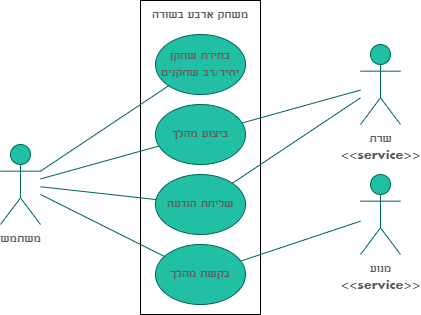 משחק ארבע בשורה
בחירת שחקן
יחיד/רב שחקנים
ביצוע מהלך
שליחת הודעה
בקשת מהלך
משתמש
שרת
<<service>>
מנוע
<<service>>